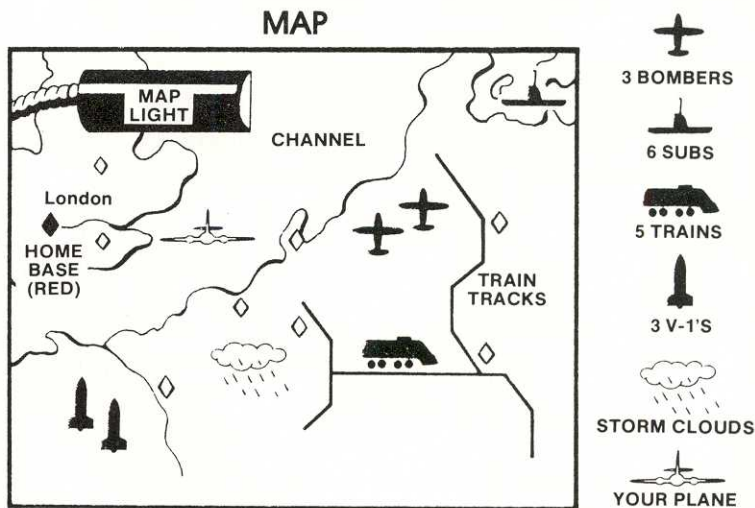 MAP
MAP
LIGHT
CHANNEL
London
HOME
BASE
(RED)
TRAIN
TRACKS
3 BOMBERS
6 SUBS
5 TRAINS
3 V-1'S
STORM CLOUDS
YOUR PLANE